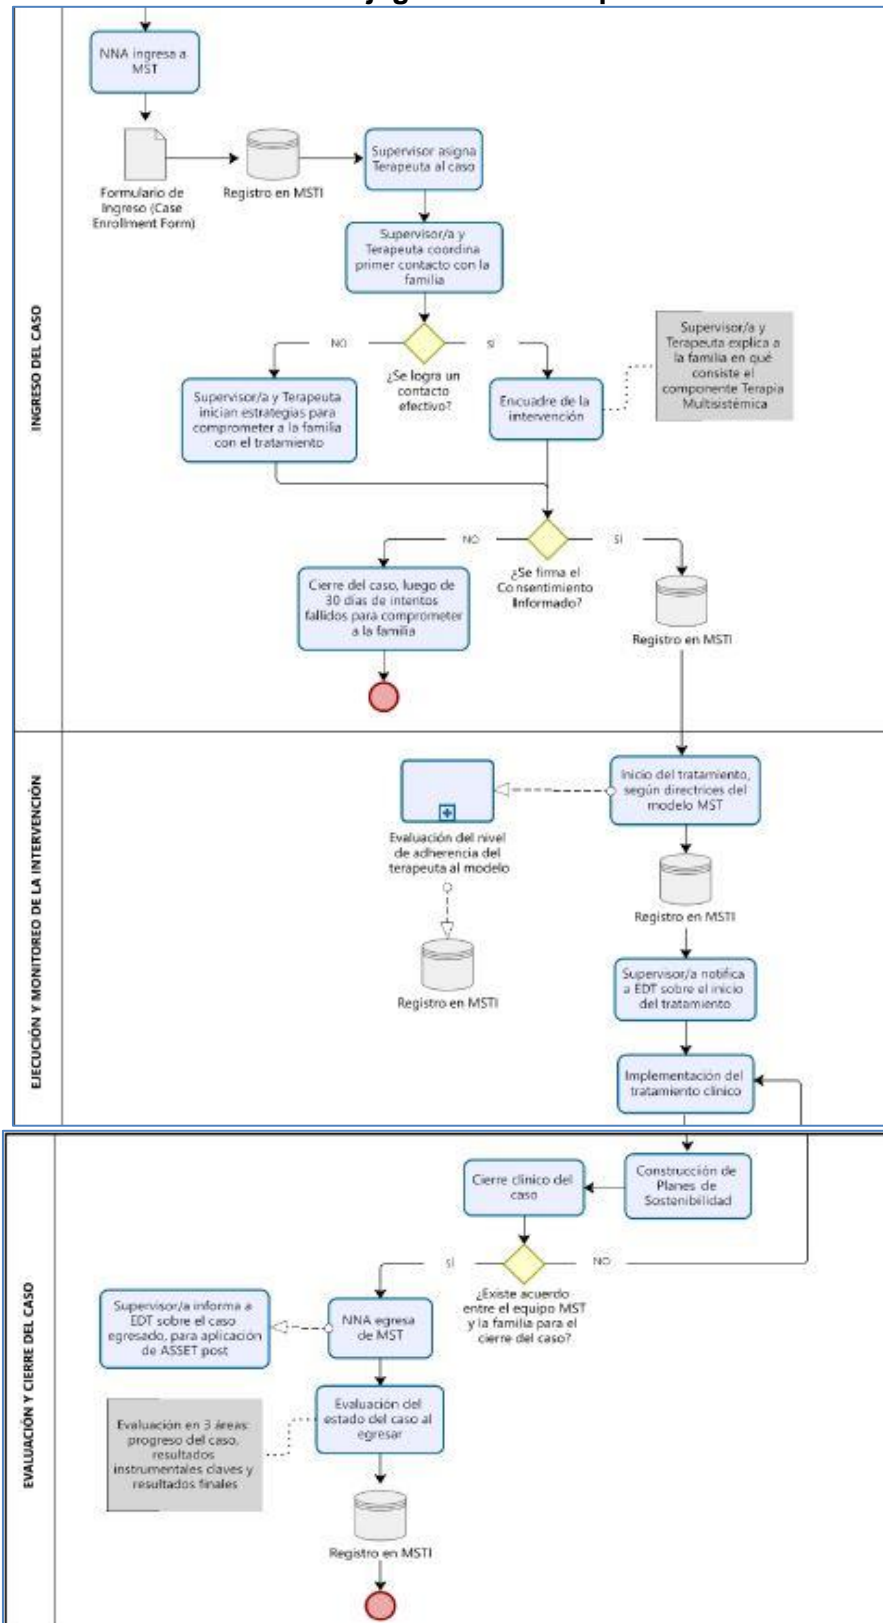 NNA ingresa a
MST
Formulario de
Ingreso (Case
Enrollment Form)
Registro en MSTI
Supervisor asigna
Terapeuta al caso
Supervisor/a y
Terapeuta coordina
primer contacto con la
familia
NO
SÍ
¿Se logra un
contacto
efectivo?
Supervisor/a y Terapeuta
inician estrategias para
comprometer a la familia
con el tratamiento
Encuadre de la
intervención
Supervisor/a y
Terapeuta explica a
la familia en qué
consiste el
componente Terapia
Multisistémica
INGRESO DEL CASO
NO
SÍ
¿Se firma el
Consentimiento
Informado?
Cierre del caso, luego de
30 días de intentos
fallidos para comprometer
a la familia
Registro en MSTI
EJECUCIÓN Y MONITOREO DE LA INTERVENCIÓN
Inicio del tratamiento,
según directrices del
modelo MST
Evaluación del nivel
de adherencia del
terapeuta al modelo
Registro en MSTI
Registro en MSTI
Supervisor/a notifica
a EDT sobre el inicio
del tratamiento
Implementación del
tratamiento clínico
EVALUACIÓN Y CIERRE DEL CASO
Construcción de
Planes de
Sostenibilidad
Cierre clínico del
caso
SÍ
NO
¿Existe acuerdo
entre el equipo MST
y la familia para el
cierre del caso?
Supervisor/a informa a
EDT sobre el caso
egresado, para aplicación
de ASSET post
NNA egresa
de MST
Evaluación del
estado del caso al
egresar
Evaluación en 3 áreas:
progreso del caso,
resultados
instrumentales claves y
resultados finales
Registro en MSTI